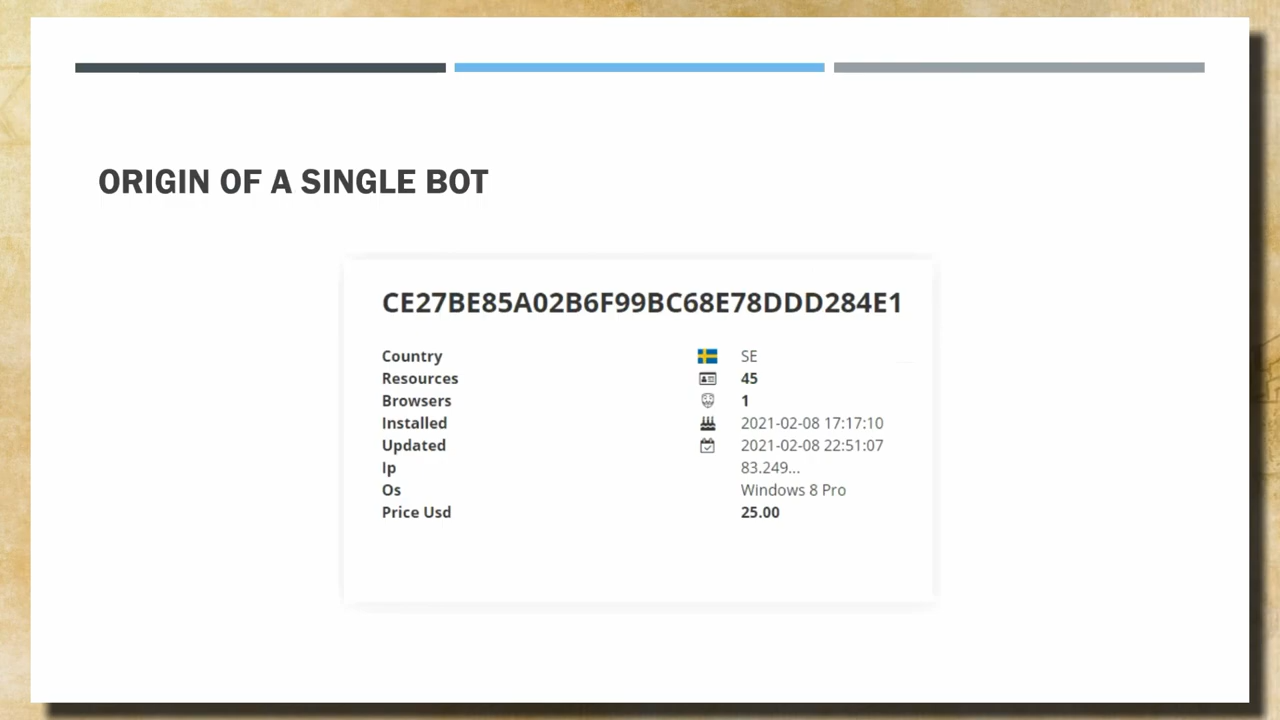 ORIGIN OF A SINGLE BOT
CE27BE85A02B6F99BC68E78DDD284E1
Country SE
Resources 45
Browsers 1
Installed 2021-02-08 17:17:10
Updated 2021-02-08 22:51:07
Ip 83.249...
Os Windows 8 Pro
Price Usd 25.00